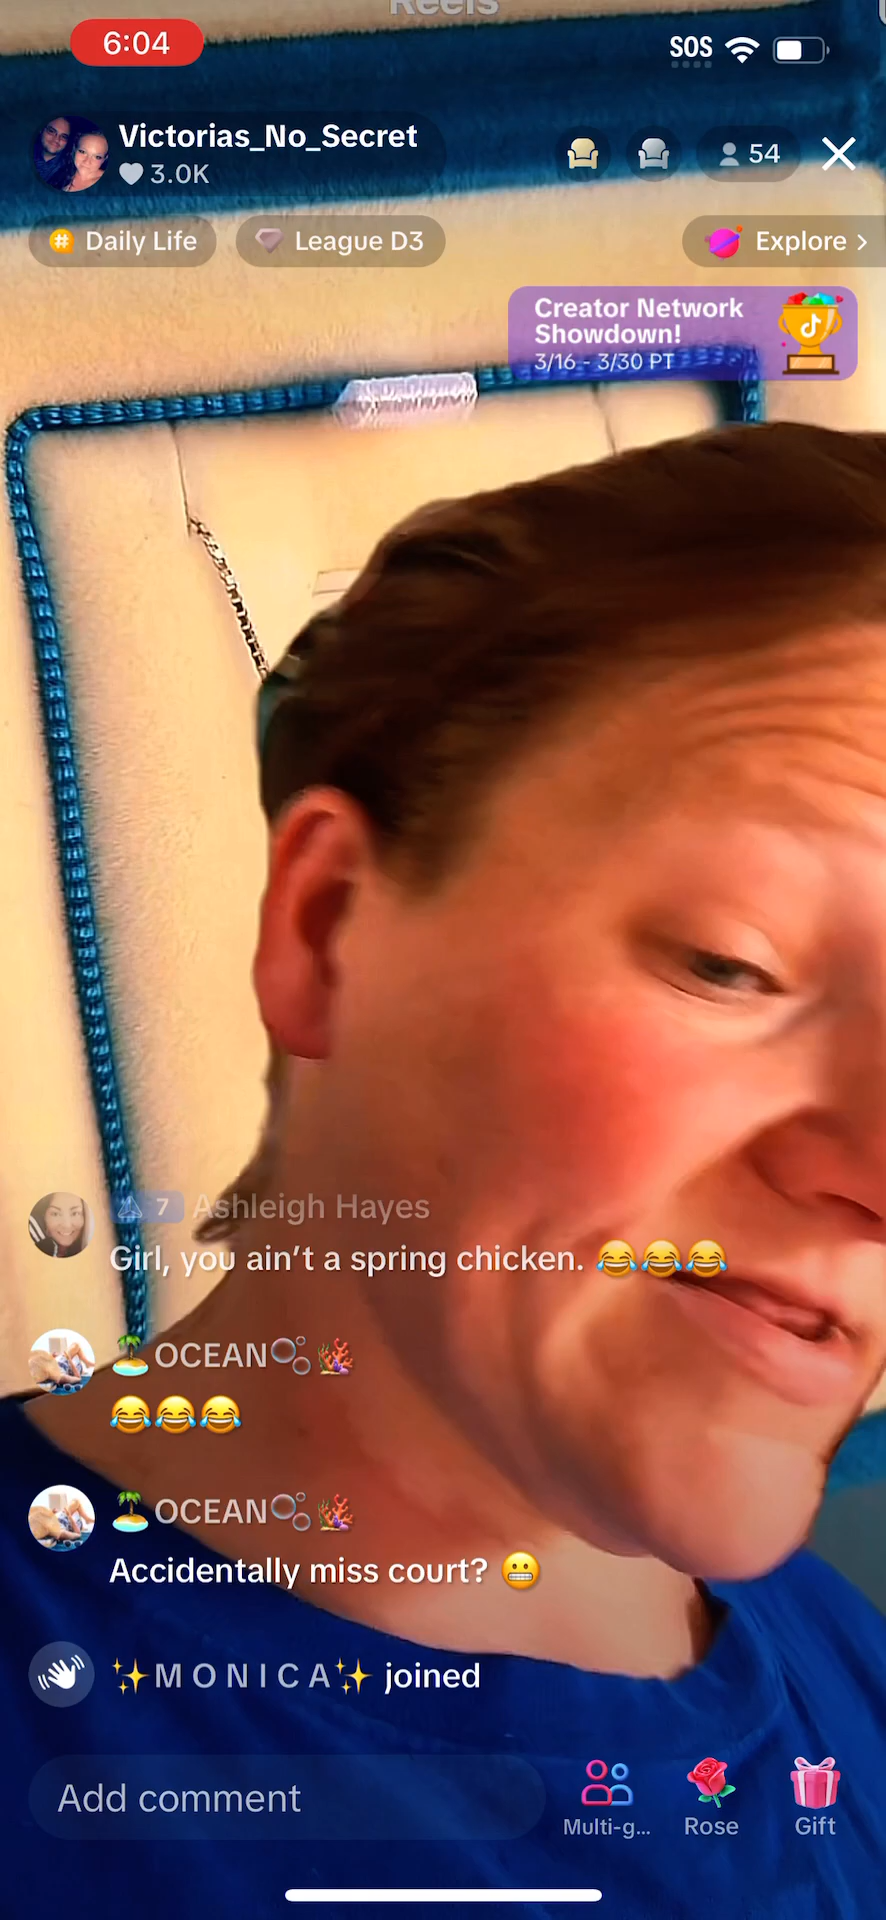 Reels
6:04
SOS
Victorias_No_Secret
3.0K
54
Daily Life
League D3
Explore >
Creator Network
Showdown!
3/16 - 3/30 PT
7 Ashleigh Hayes
Girl, you ain’t a spring chicken. 😂😂😂
🏝️OCEAN🫧🪸
😂😂😂
🏝️OCEAN🫧🪸
Accidentally miss court? 😬
✨M O N I C A✨ joined
Add comment
Multi-g...
Rose
Gift